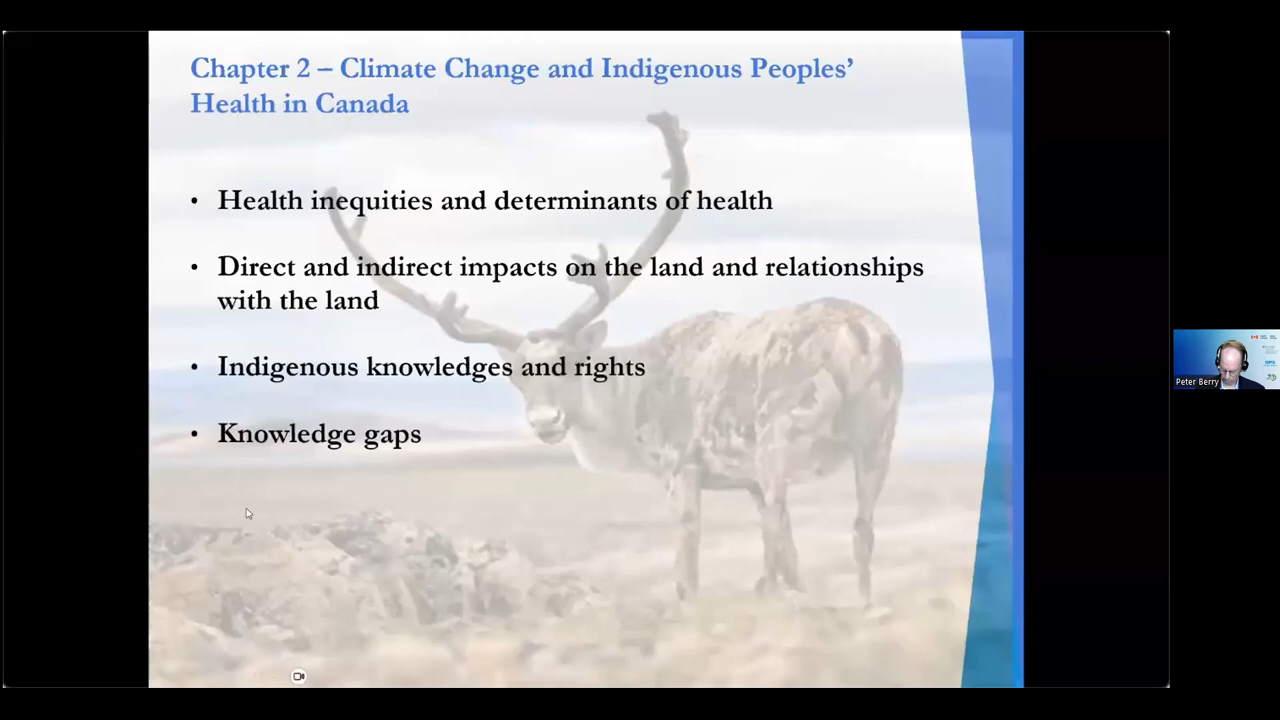 Chapter 2 – Climate Change and Indigenous Peoples’
Health in Canada
• Health inequities and determinants of health
• Direct and indirect impacts on the land and relationships
with the land
• Indigenous knowledges and rights
• Knowledge gaps
Peter Berry